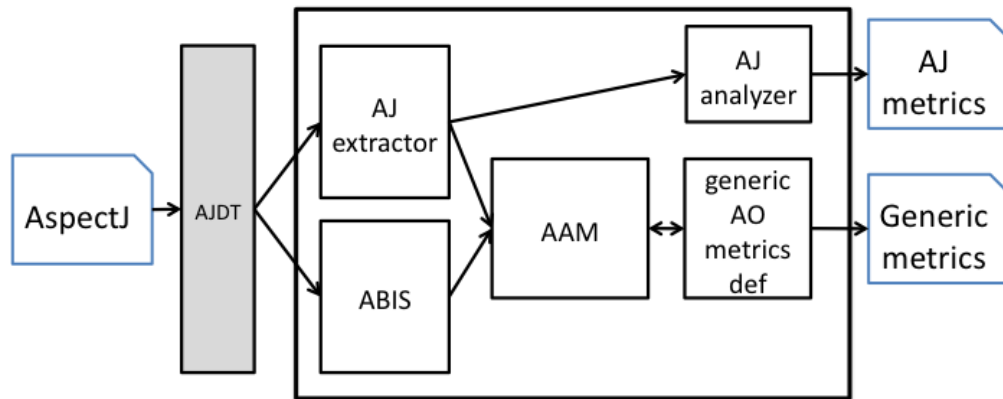 AspectJ
AJDT
AJ
extractor
ABIS
AAM
AJ
analyzer
generic
AO
metrics
def
AJ
metrics
Generic
metrics